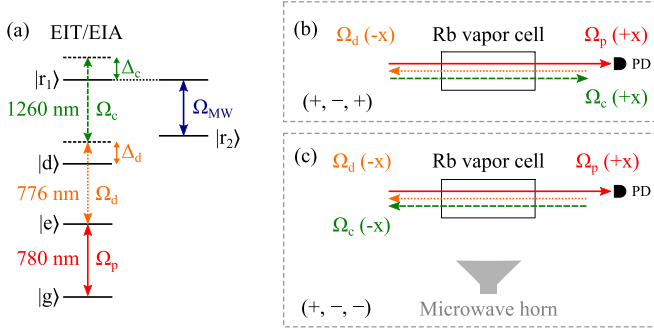 (a)
EIT/EIA
Δc
|r1⟩
1260 nm
Ωc
ΩMW
|r2⟩
Δd
|d⟩
776 nm
Ωd
|e⟩
780 nm
Ωp
|g⟩
(b)
Ωd (-x)
Rb vapor cell
Ωp (+x)
PD
(+, −, +)
Ωc (+x)
(c)
Ωd (-x)
Rb vapor cell
Ωp (+x)
PD
Ωc (-x)
(+, −, −)
Microwave horn